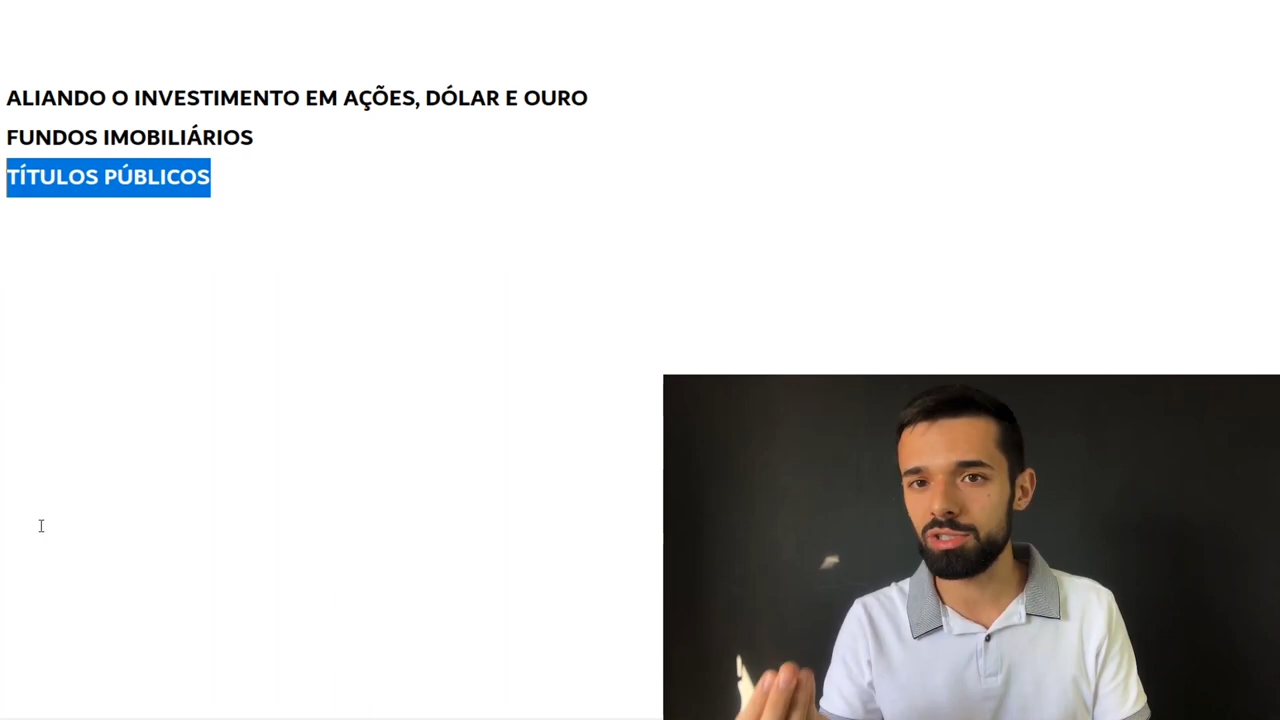 ALIANDO O INVESTIMENTO EM AÇÕES, DÓLAR E OURO
FUNDOS IMOBILIÁRIOS
TÍTULOS PÚBLICOS